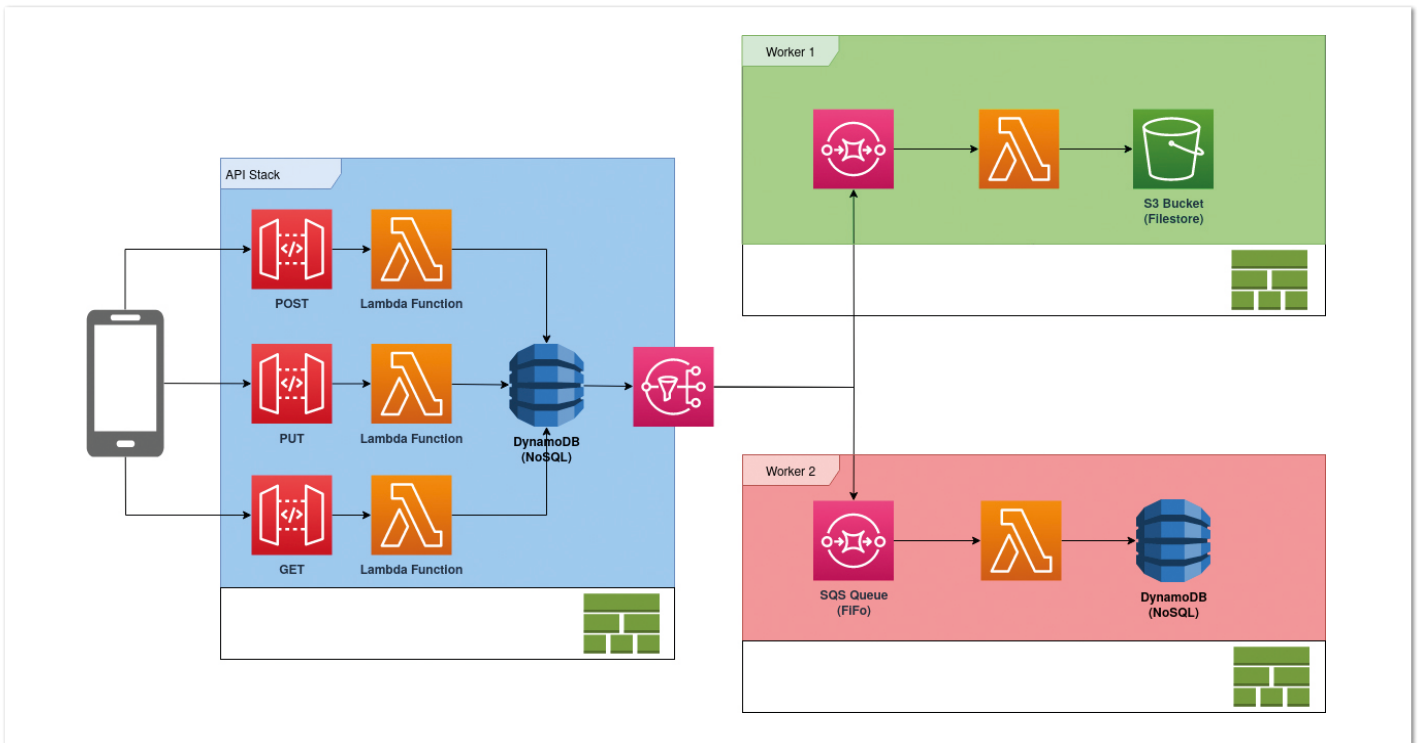 Worker 1
S3 Bucket
(Filestore)
API Stack
POST
Lambda Function
PUT
Lambda Function
DynamoDB
(NoSQL)
GET
Lambda Function
Worker 2
SQS Queue
(FiFo)
DynamoDB
(NoSQL)